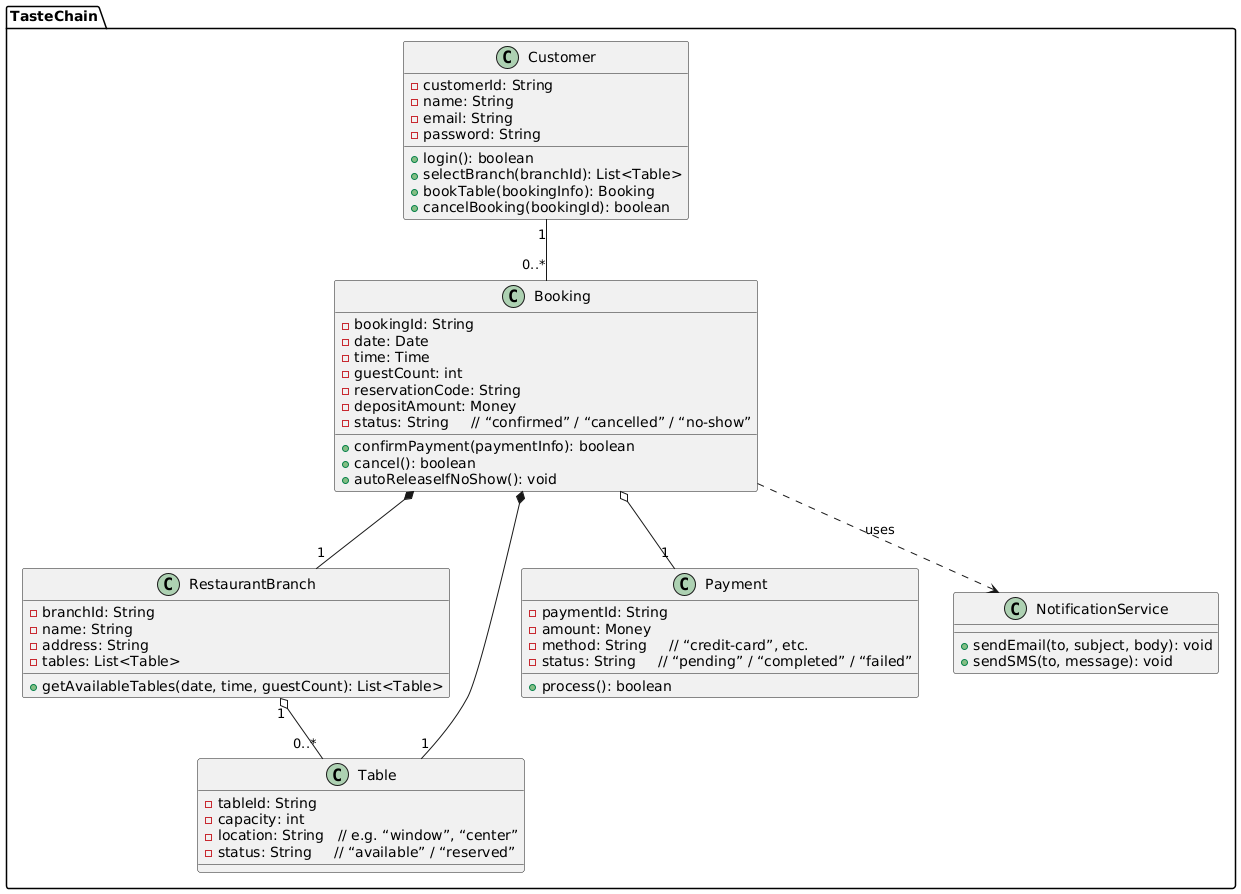 TasteChain
C Customer
customerId: String
name: String
email: String
password: String
login(): boolean
selectBranch(branchId): List<Table>
bookTable(bookingInfo): Booking
cancelBooking(bookingId): boolean
1
0..*
C Booking
bookingId: String
date: Date
time: Time
guestCount: int
reservationCode: String
depositAmount: Money
status: String // “confirmed” / “cancelled” / “no-show”
confirmPayment(paymentInfo): boolean
cancel(): boolean
autoReleaseIfNoShow(): void
uses
1
1
C RestaurantBranch
branchId: String
name: String
address: String
tables: List<Table>
getAvailableTables(date, time, guestCount): List<Table>
C Payment
paymentId: String
amount: Money
method: String // “credit-card”, etc.
status: String // “pending” / “completed” / “failed”
process(): boolean
C NotificationService
sendEmail(to, subject, body): void
sendSMS(to, message): void
1
0..*
1
C Table
tableId: String
capacity: int
location: String // e.g. “window”, “center”
status: String // “available” / “reserved”